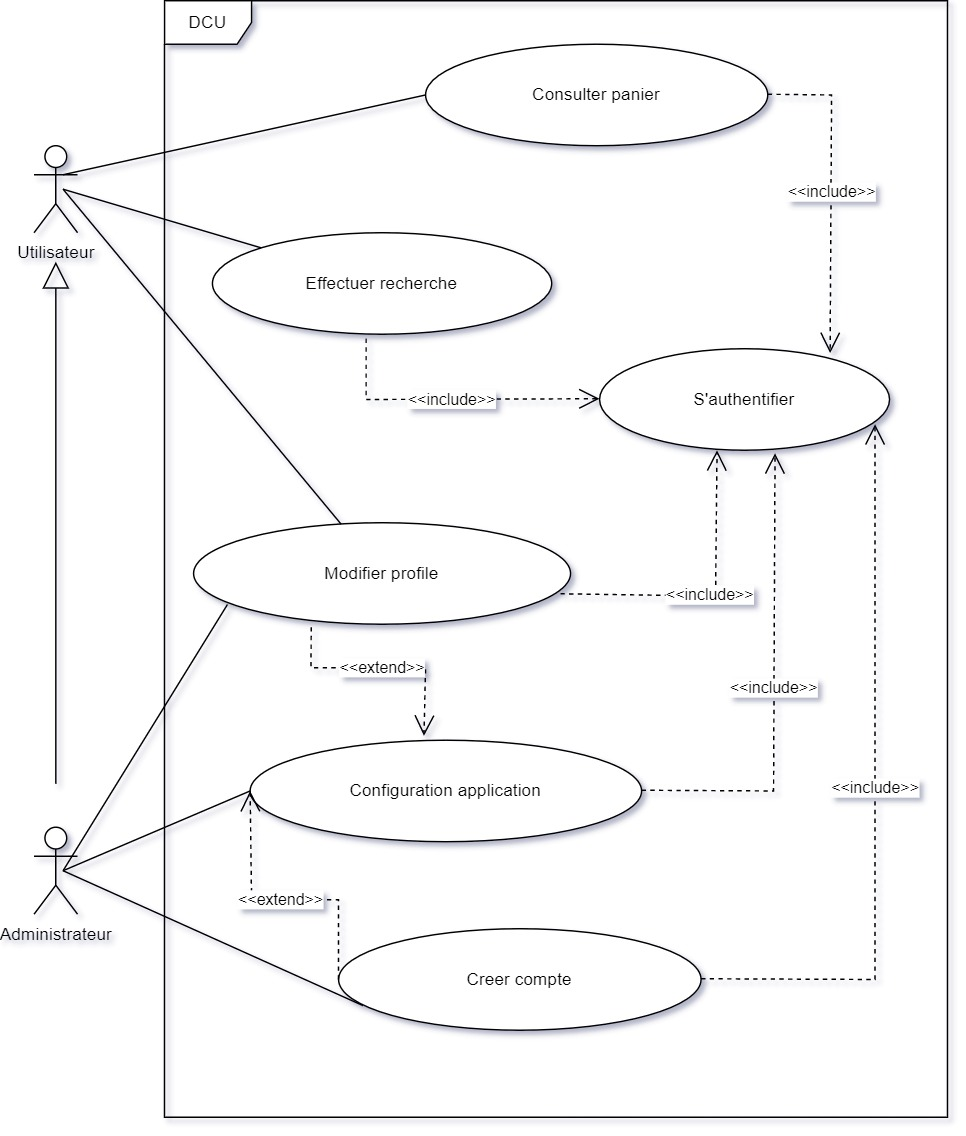 DCU
Consulter panier
<<include>>
Utilisateur
Effectuer recherche
<<include>>
S'authentifier
Modifier profile
<<include>>
<<extend>>
<<include>>
Configuration application
<<include>>
Administrateur
<<extend>>
Creer compte